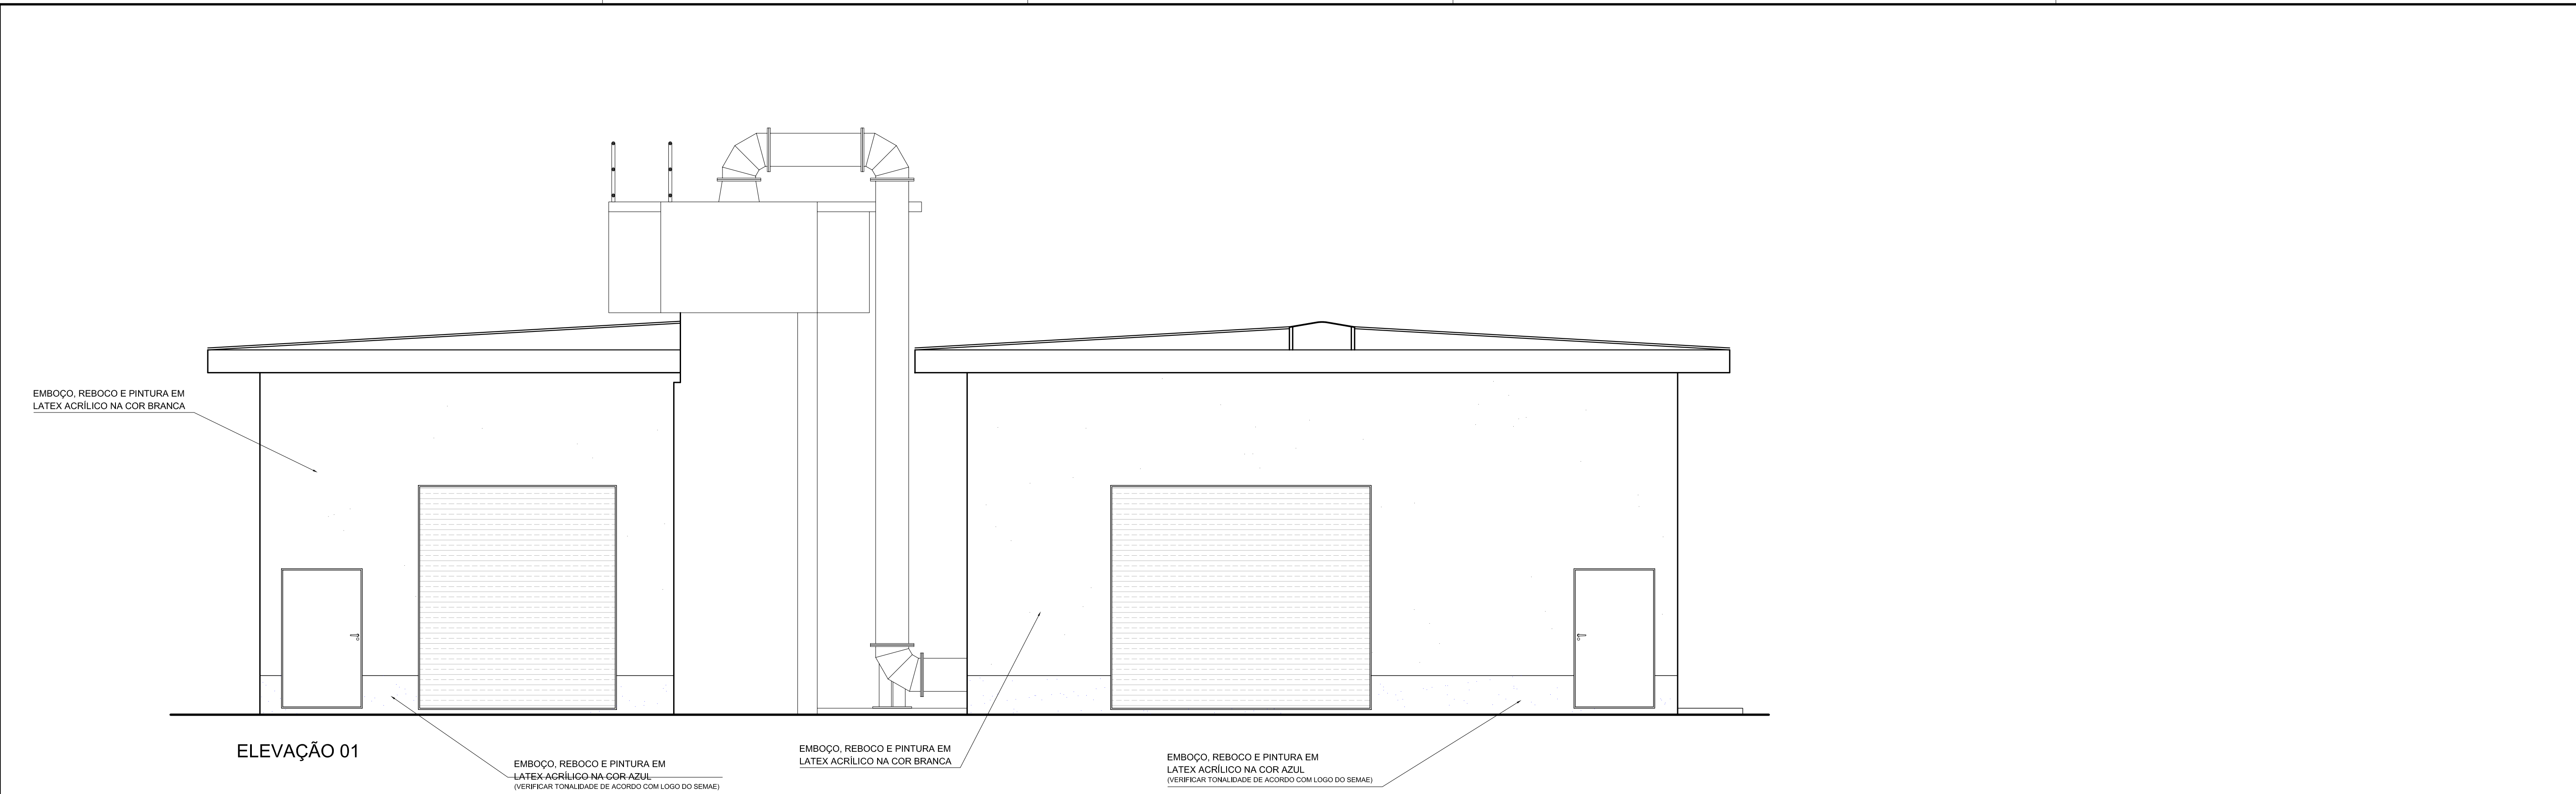 EMBOÇO, REBOCO E PINTURA EM
LATEX ACRÍLICO NA COR BRANCA
ELEVAÇÃO 01
EMBOÇO, REBOCO E PINTURA EM
LATEX ACRÍLICO NA COR AZUL
(VERIFICAR TONALIDADE DE ACORDO COM LOGO DO SEMAE)
EMBOÇO, REBOCO E PINTURA EM
LATEX ACRÍLICO NA COR BRANCA
EMBOÇO, REBOCO E PINTURA EM
LATEX ACRÍLICO NA COR AZUL
(VERIFICAR TONALIDADE DE ACORDO COM LOGO DO SEMAE)